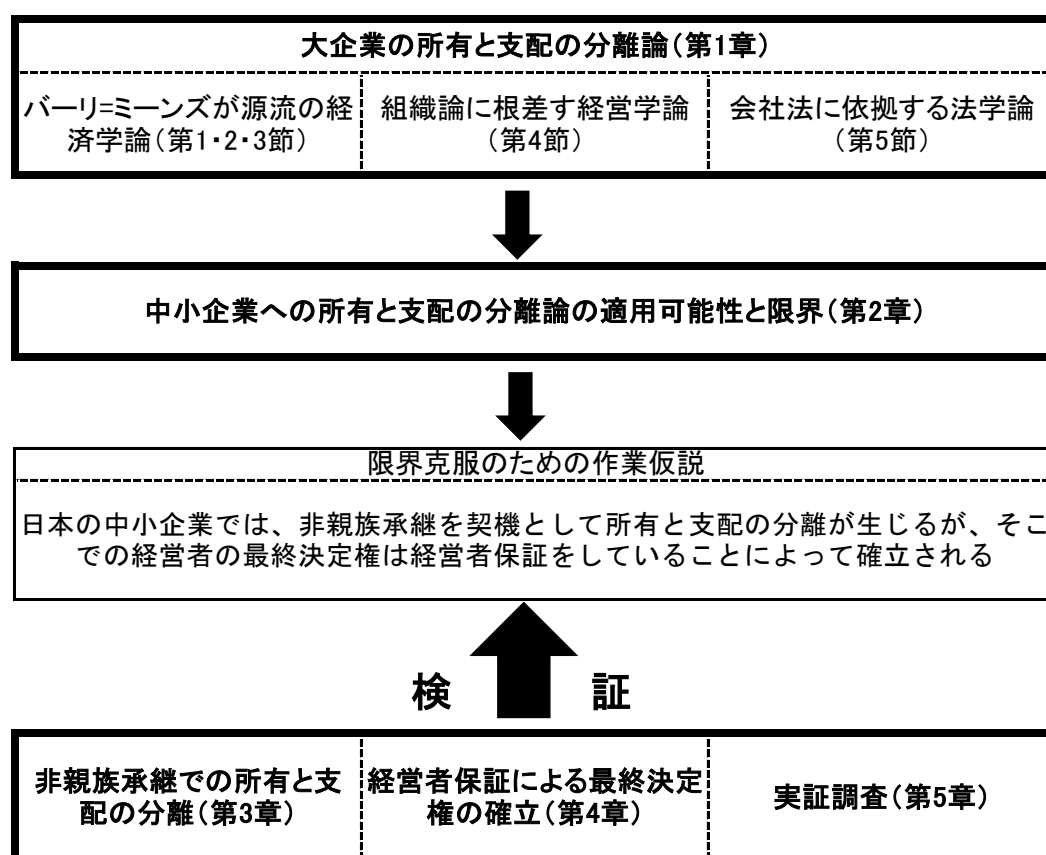 大企業の所有と支配の分離論（第1章）
バーリ=ミーンズが源流の経
済学論（第1・2・3節）
組織論に根差す経営学論
（第4節）
会社法に依拠する法学論
（第5節）
中小企業への所有と支配の分離論の適用可能性と限界（第2章）
限界克服のための作業仮説
日本の中小企業では、非親族承継を契機として所有と支配の分離が生じるが、そこ
での経営者の最終決定権は経営者保証をしていることによって確立される
検 証
非親族承継での所有と支
配の分離（第3章）
経営者保証による最終決定
権の確立（第4章）
実証調査（第5章）